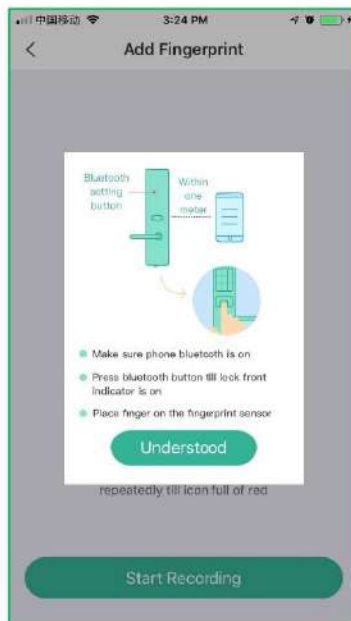 中国移动 3:24 PM
Add Fingerprint
Bluetooth
setting
button
Within
one
meter
Make sure phone bluetooth is on
Press bluetooth button till lock front
indicator is on
Place finger on the fingerprint sensor
Understood
repeatedly till icon full of red
Start Recording